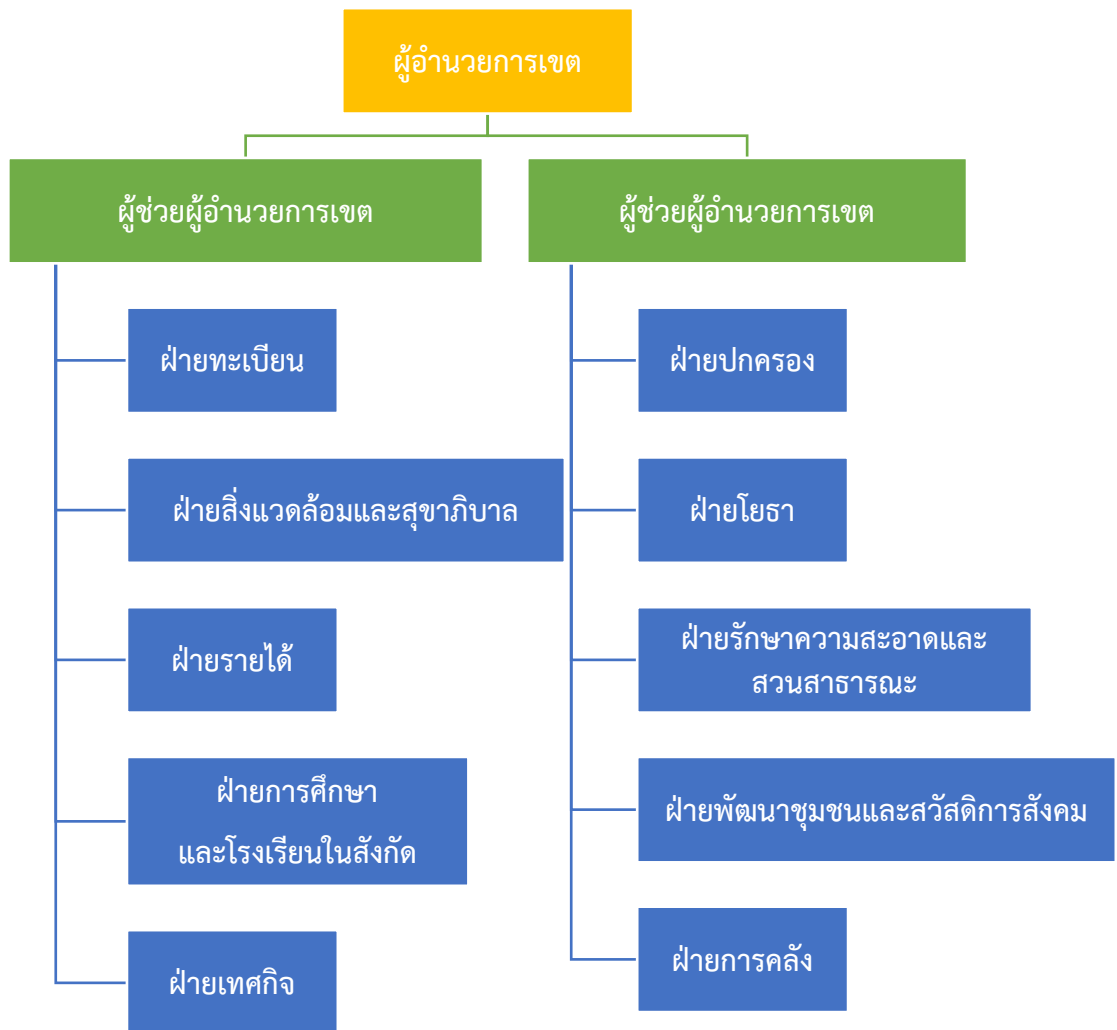 ผู้อำนวยการเขต
ผู้ช่วยผู้อำนวยการเขต
ฝ่ายทะเบียน
ฝ่ายสิ่งแวดล้อมและสุขาภิบาล
ฝ่ายรายได้
ฝ่ายการศึกษา
และโรงเรียนในสังกัด
ฝ่ายเทศกิจ
ผู้ช่วยผู้อำนวยการเขต
ฝ่ายปกครอง
ฝ่ายโยธา
ฝ่ายรักษาความสะอาดและ
สวนสาธารณะ
ฝ่ายพัฒนาชุมชนและสวัสดิการสังคม
ฝ่ายการคลัง